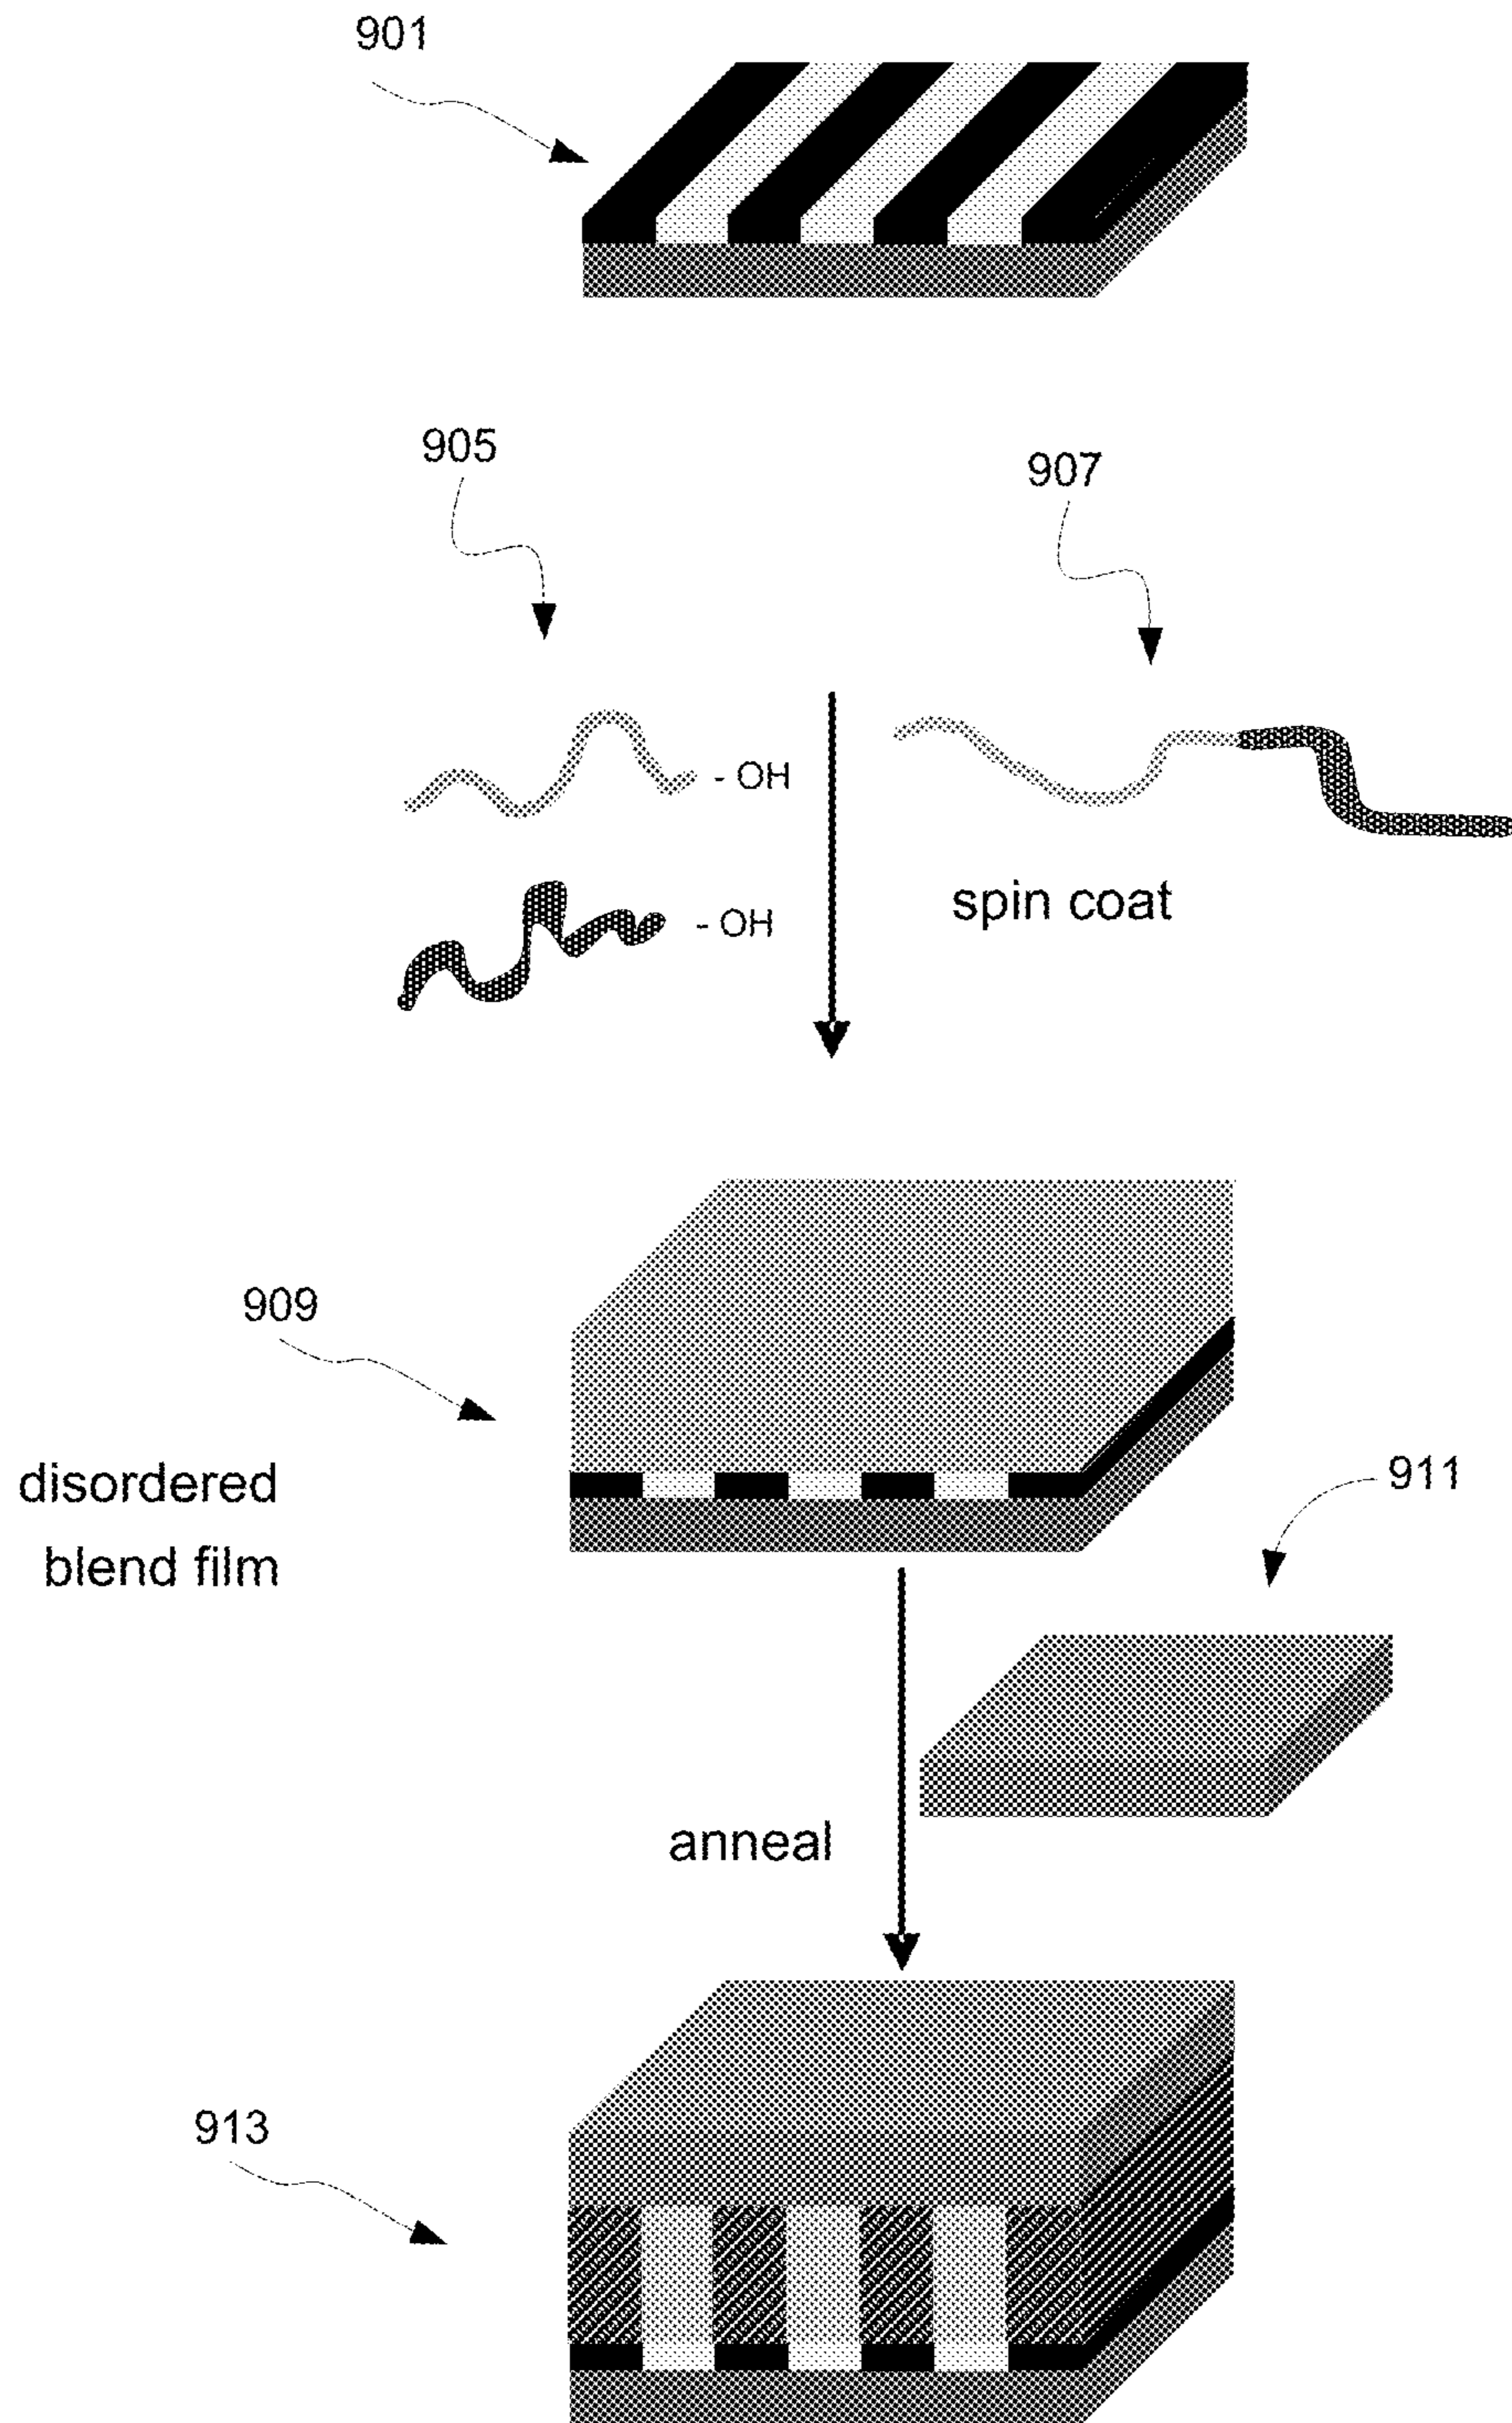 901
905
907
- OH
- OH
spin coat
909
disordered
blend film
911
anneal
913